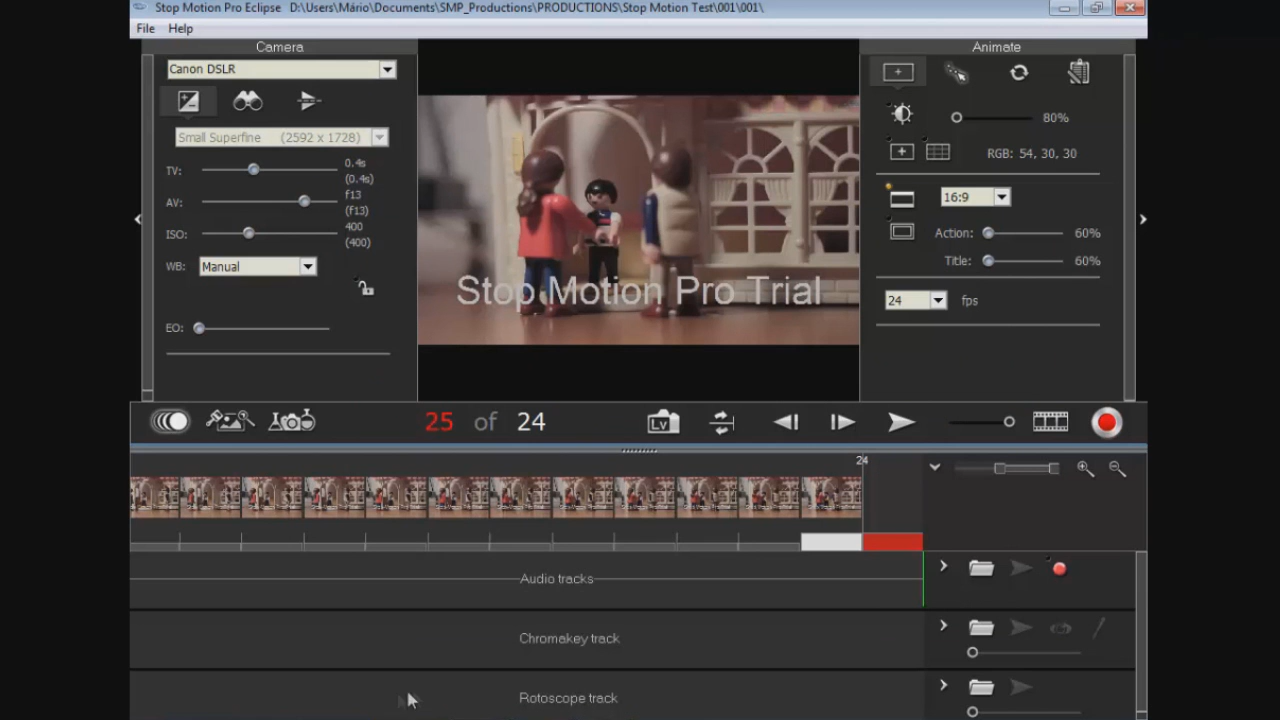 Stop Motion Pro Eclipse D:\Users\Mário\Documents\SMP_Productions\PRODUCTIONS\Stop Motion Test\001\001\
File Help
Camera
Canon DSLR
Small Superfine (2592 x 1728)
TV: 0.4s
(0.4s)
AV: f13
(f13)
ISO: 400
(400)
WB: Manual
EO:
Stop Motion Pro Trial
Animate
80%
RGB: 54, 30, 30
16:9
Action: 60%
Title: 60%
24 fps
25 of 24
Lv
24
Audio tracks
Chromakey track
Rotoscope track